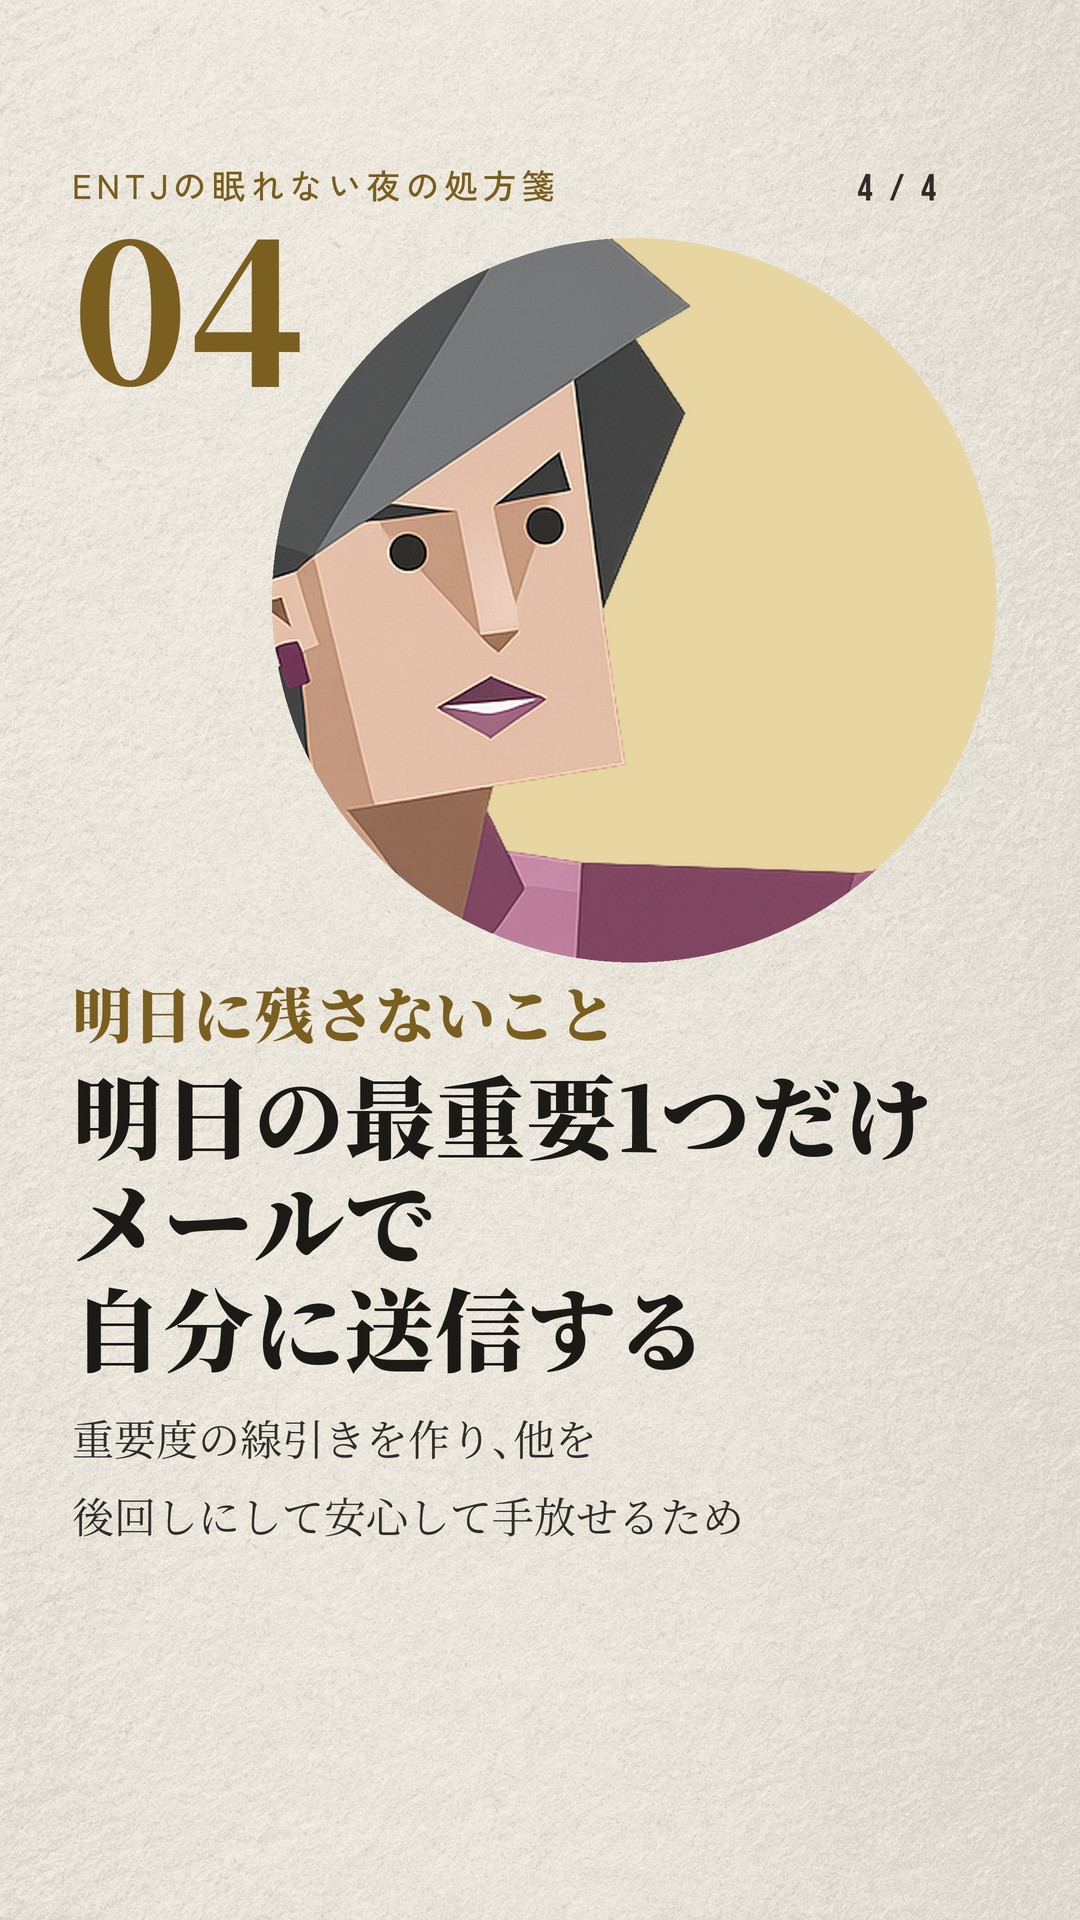 ENTJの眠れない夜の処方箋
4 / 4
04
明日に残さないこと
明日の最重要1つだけ
メールで
自分に送信する
重要度の線引きを作り、他を
後回しにして安心して手放せるため